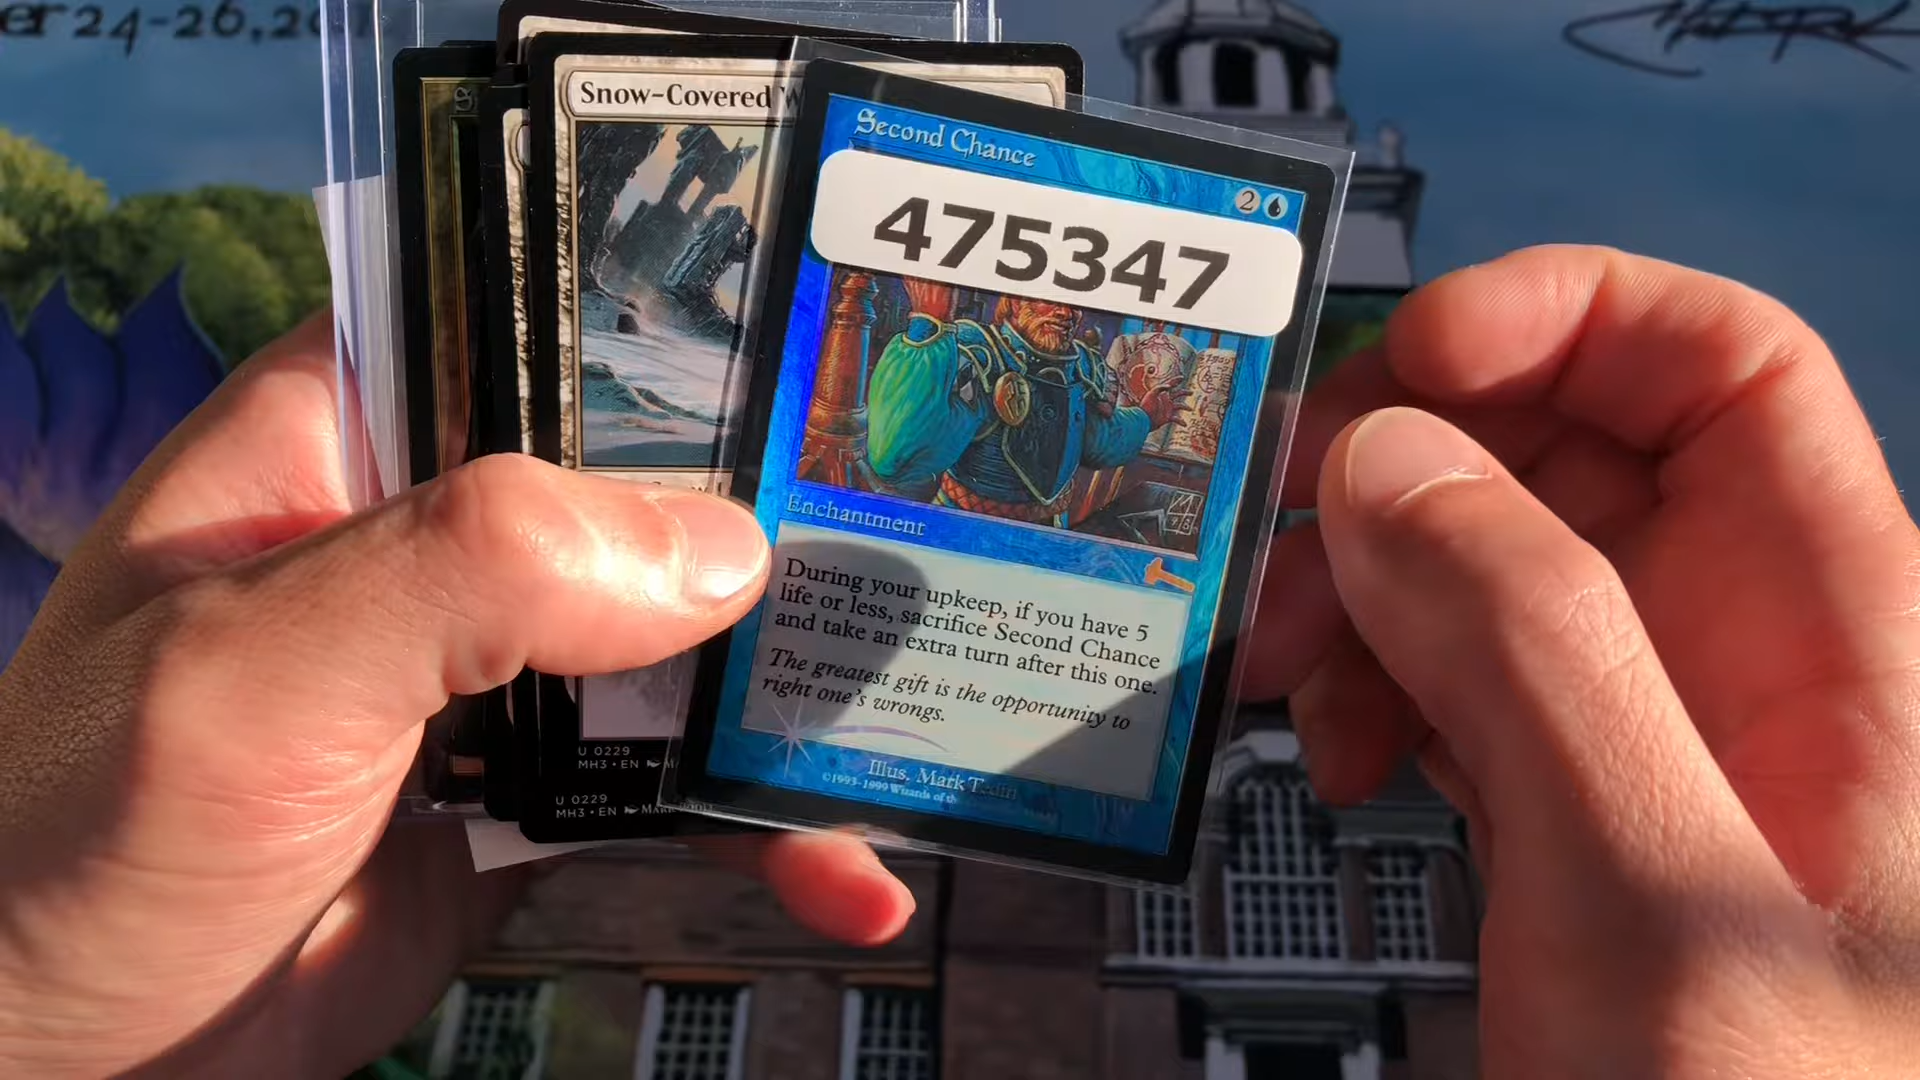 er 24-26, 20
Snow-Covered W
Second Chance
2
475347
Enchantment
During your upkeep, if you have 5
life or less, sacrifice Second Chance
and take an extra turn after this one.
The greatest gift is the opportunity to
right one's wrongs.
Illus. Mark Tedin
©1993-1999 Wizards of th
U 0229
MH3 • EN
U 0229
MH3 • EN